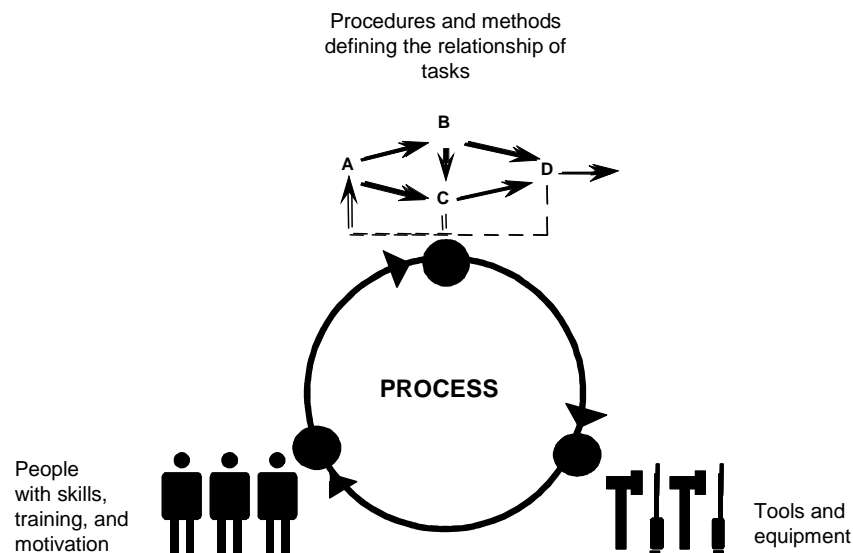 Procedures and methods
defining the relationship of
tasks
B
A
D
C
PROCESS
People
with skills,
training, and
motivation
Tools and
equipment